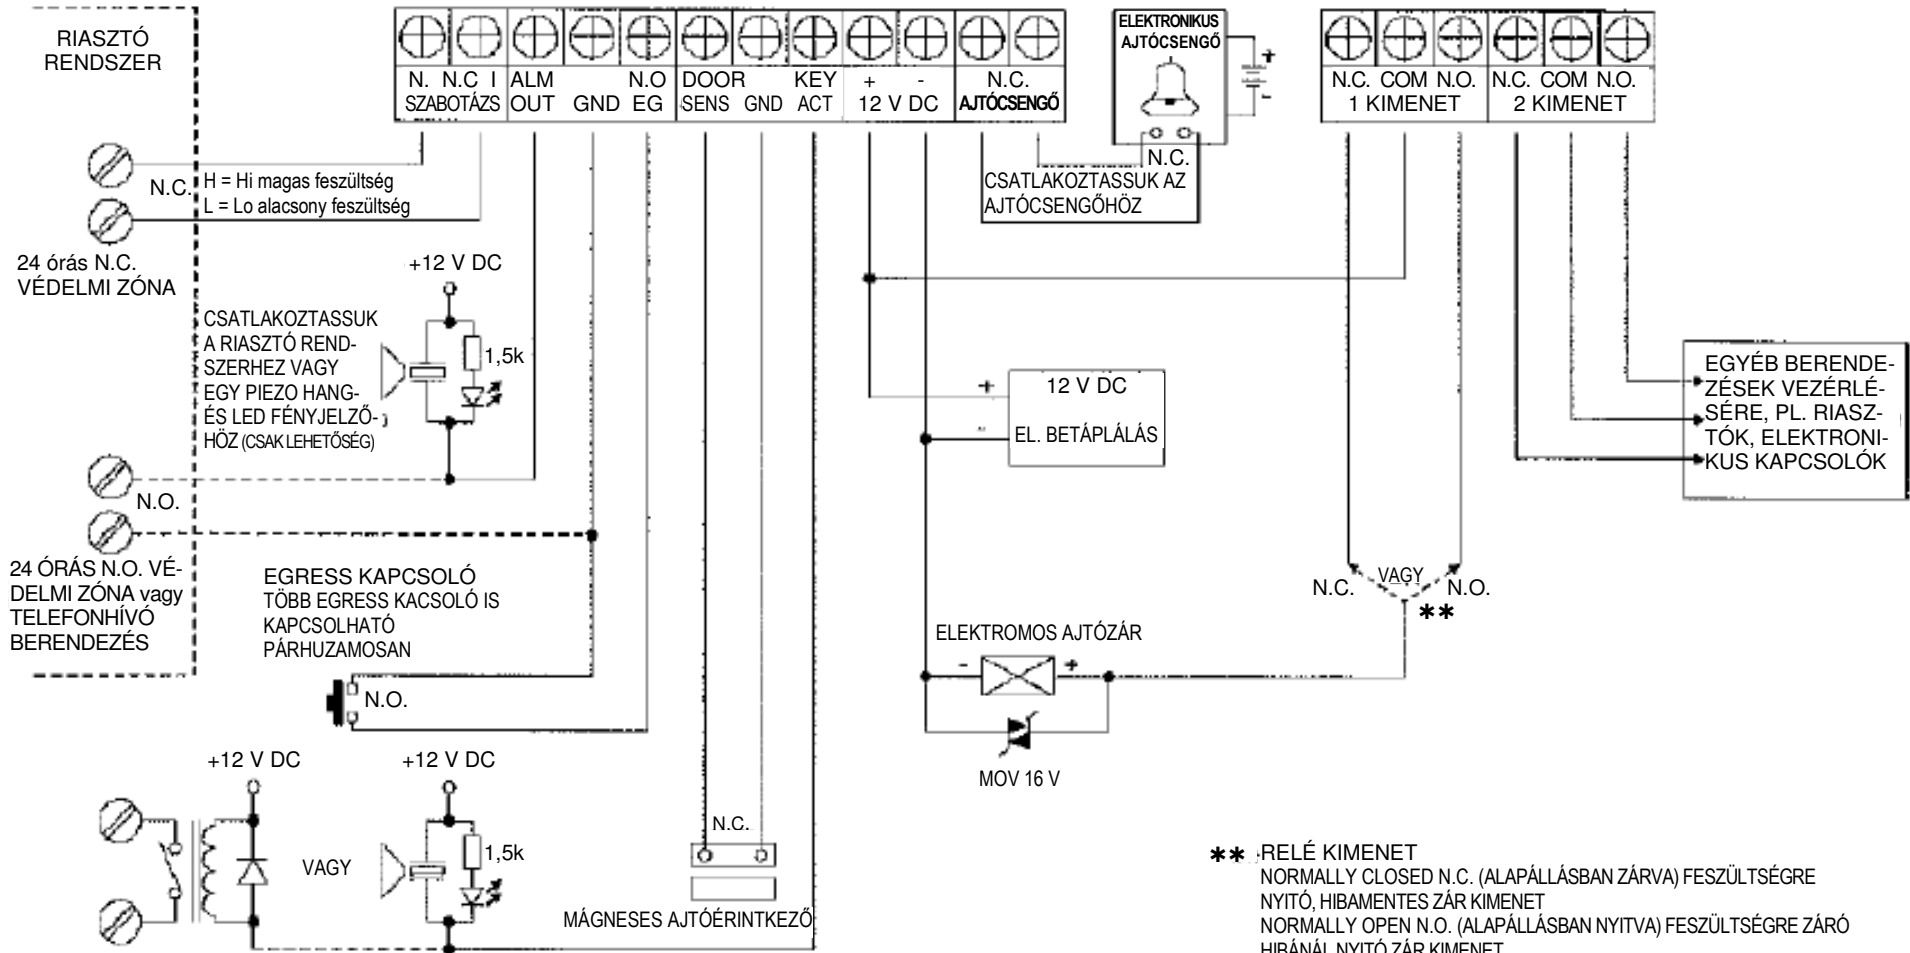 RIASZTÓ
RENDSZER
N. N.C I ALM N.O DOOR KEY + - N.C.
SZABOTÁZS OUT GND EG SENS GND ACT 12 V DC AJTÓCSENGŐ
ELEKTRONIKUS
AJTÓCSENGŐ
+
-
N.C.
CSATLAKOZTASSUK AZ
AJTÓCSENGŐHÖZ
N.C. COM N.O. N.C. COM N.O.
1 KIMENET 2 KIMENET
N.C.
H = Hi magas feszültség
L = Lo alacsony feszültség
24 órás N.C.
VÉDELMI ZÓNA
+12 V DC
CSATLAKOZTASSUK
A RIASZTÓ REND-
SZERHEZ VAGY
EGY PIEZO HANG-
ÉS LED FÉNYJELZŐ-
HÖZ (CSAK LEHETŐSÉG)
1,5k
+ 12 V DC
- EL. BETÁPLÁLÁS
EGYÉB BERENDE-
ZÉSEK VEZÉRLÉ-
SÉRE, PL. RIASZ-
TÓK, ELEKTRONI-
KUS KAPCSOLÓK
N.O.
24 ÓRÁS N.O. VÉ-
DELMI ZÓNA vagy
TELEFONHÍVÓ
BERENDEZÉS
EGRESS KAPCSOLÓ
TÖBB EGRESS KACSOLÓ IS
KAPCSOLHATÓ
PÁRHUZAMOSAN
N.O.
N.C. VAGY N.O.
**
ELEKTROMOS AJTÓZÁR
- +
MOV 16 V
+12 V DC
+12 V DC
VAGY
1,5k
N.C.
MÁGNESES AJTÓÉRINTKEZŐ
** RELÉ KIMENET
NORMALLY CLOSED N.C. (ALAPÁLLÁSBAN ZÁRVA) FESZÜLTSÉGRE
NYITÓ, HIBAMENTES ZÁR KIMENET
NORMALLY OPEN N.O. (ALAPÁLLÁSBAN NYITVA) FESZÜLTSÉGRE ZÁRÓ
HIBÁNÁL NYITÓ ZÁR KIMENET